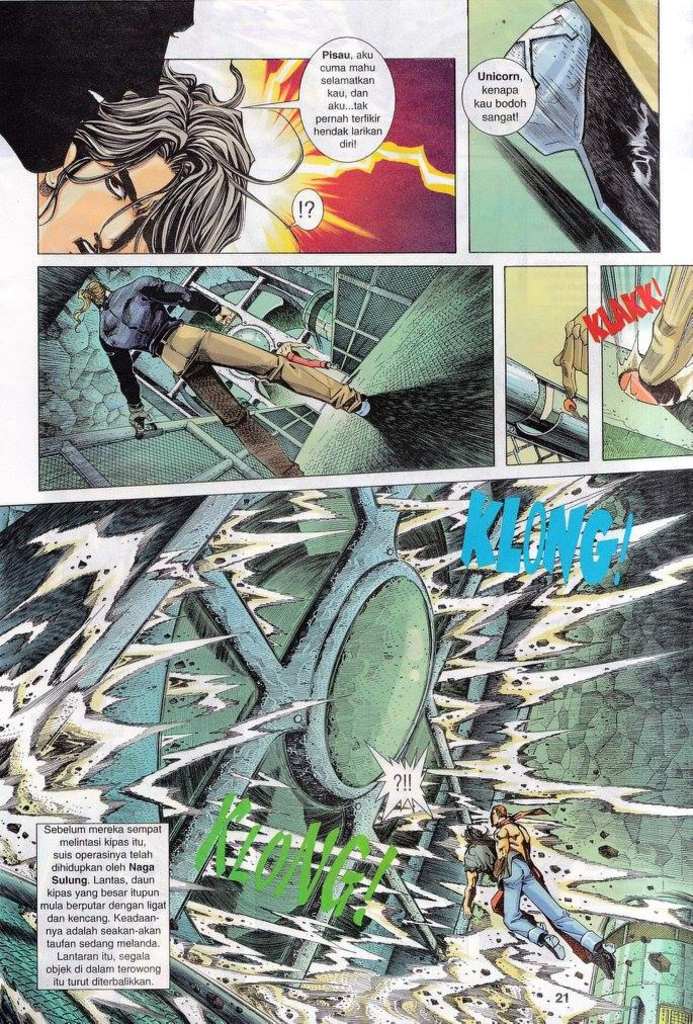 Pisau, aku
cuma mahu
selamatkan
kau, dan
aku...tak
pernah terfikir
hendak larikan
diri!
!?
Unicorn,
kenapa
kau bodoh
sangat!
KLAKK!
KLONG!
?!!
KLONG!
Sebelum mereka sempat
melintasi kipas itu,
suis operasinya telah
dihidupkan oleh Naga
Sulung. Lantas, daun
kipas yang besar itupun
mula berputar dengan ligat
dan kencang. Keadaan-
nya adalah seakan-akan
taufan sedang melanda.
Lantaran itu, segala
objek di dalam terowong
itu turut diterbalikkan.
21